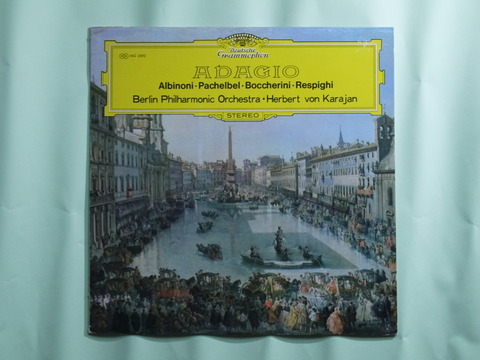 Deutsche
Grammophon
ADAGIO
Albinoni·Pachelbel·Boccherini·Respighi
Berlin Philharmonic Orchestra·Herbert von Karajan
STEREO